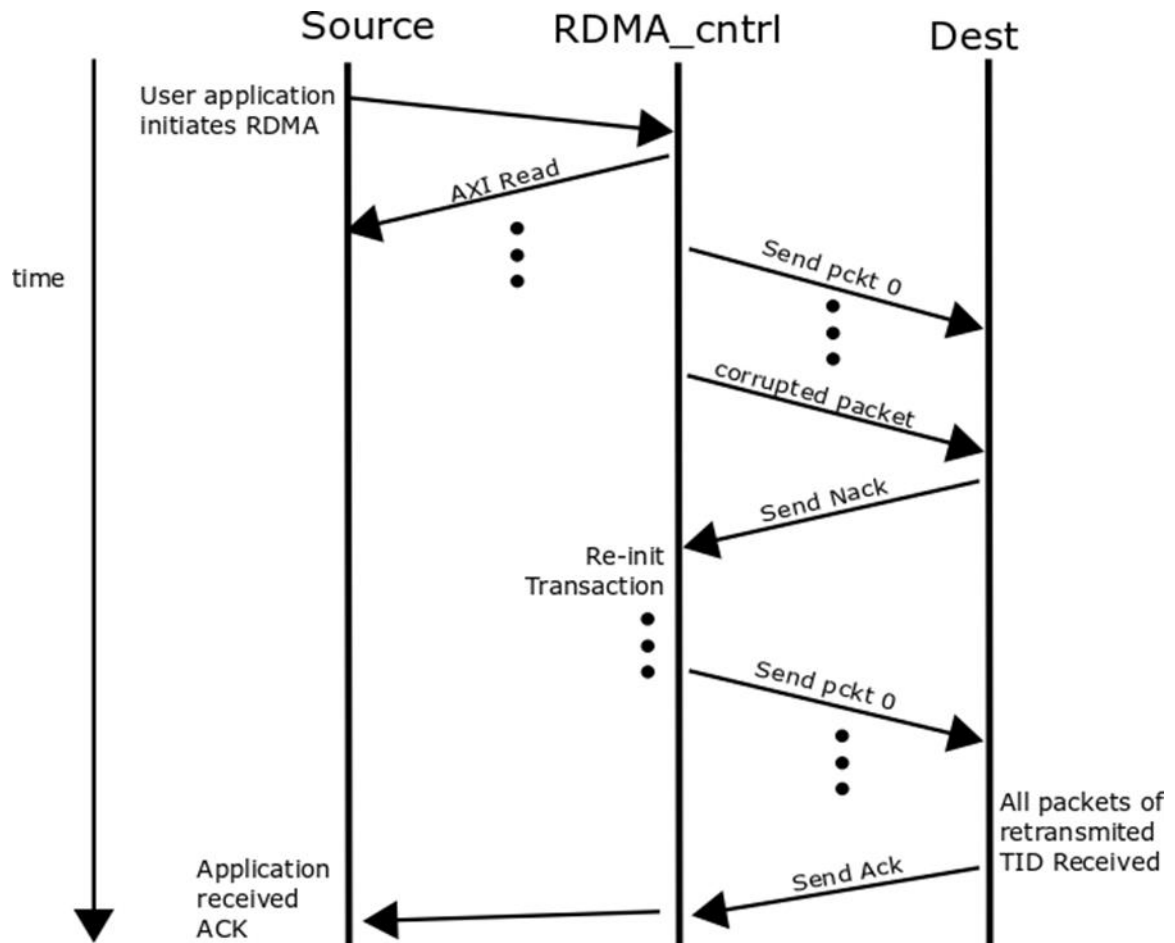 Source
RDMA_cntrl
Dest
User application
initiates RDMA
AXI Read
time
Send pckt 0
corrupted packet
Send Nack
Re-init
Transaction
Send pckt 0
All packets of
retransmited
TID Received
Send Ack
Application
received
ACK